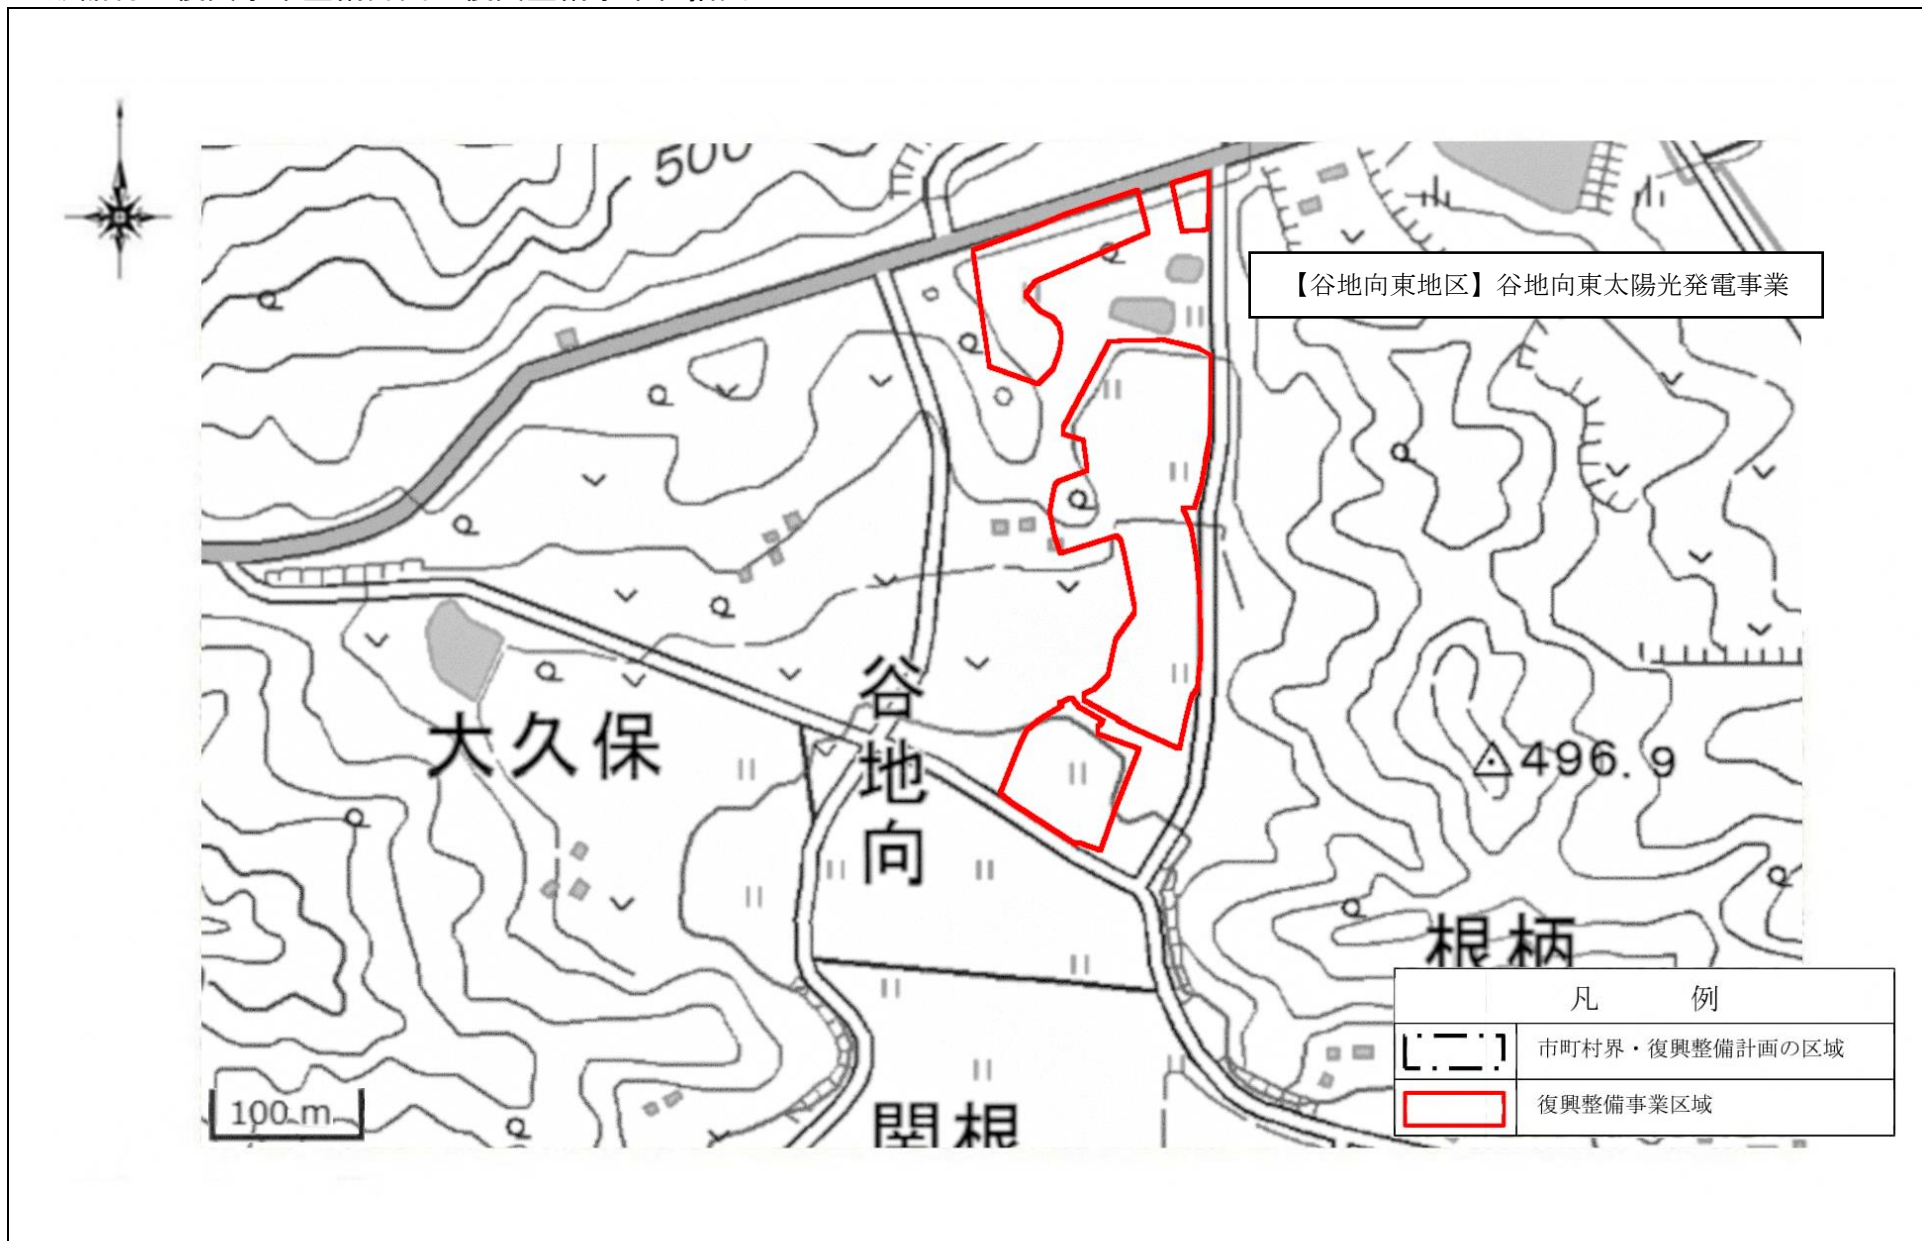 500
【谷地向東地区】谷地向東太陽光発電事業
谷地向
大久保
496.9
根柄
凡 例
市町村界・復興整備計画の区域
復興整備事業区域
100 m
関根